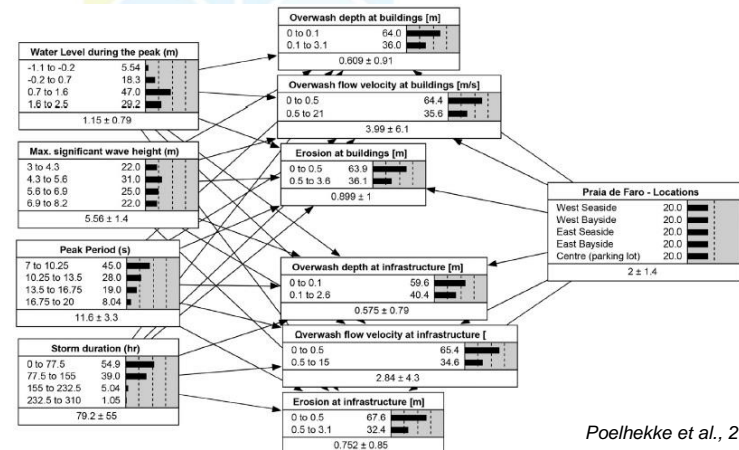 Water Level during the peak (m)
-1.1 to -0.2 5.54
-0.2 to 0.7 18.3
0.7 to 1.6 47.0
1.6 to 2.5 29.2
1.15 ± 0.79
Max. significant wave height (m)
3 to 4.3 22.0
4.3 to 5.6 31.0
5.6 to 6.9 25.0
6.9 to 8.2 22.0
5.56 ± 1.4
Peak Period (s)
7 to 10.25 45.0
10.25 to 13.5 28.0
13.5 to 16.75 19.0
16.75 to 20 8.04
11.6 ± 3.3
Storm duration (hr)
0 to 77.5 54.9
77.5 to 155 39.0
155 to 232.5 5.04
232.5 to 310 1.05
79.2 ± 55
Overwash depth at buildings [m]
0 to 0.1 64.0
0.1 to 3.1 36.0
0.609 ± 0.91
Overwash flow velocity at buildings [m/s]
0 to 0.5 64.4
0.5 to 21 35.6
3.99 ± 6.1
Erosion at buildings [m]
0 to 0.5 63.9
0.5 to 3.6 36.1
0.899 ± 1
Overwash depth at infrastructure [m]
0 to 0.1 59.6
0.1 to 2.6 40.4
0.575 ± 0.79
Overwash flow velocity at infrastructure [
0 to 0.5 65.4
0.5 to 15 34.6
2.84 ± 4.3
Erosion at infrastructure [m]
0 to 0.5 67.6
0.5 to 3.1 32.4
0.752 ± 0.85
Praia de Faro - Locations
West Seaside 20.0
West Bayside 20.0
East Seaside 20.0
East Bayside 20.0
Centre (parking lot) 20.0
2 ± 1.4
Poelhekke et al., 2